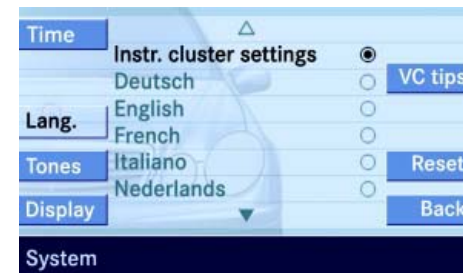 Time
Instr. cluster settings
Deutsch
VC tips
English
Lang.
French
Tones
Italiano
Reset
Nederlands
Display
Back
System